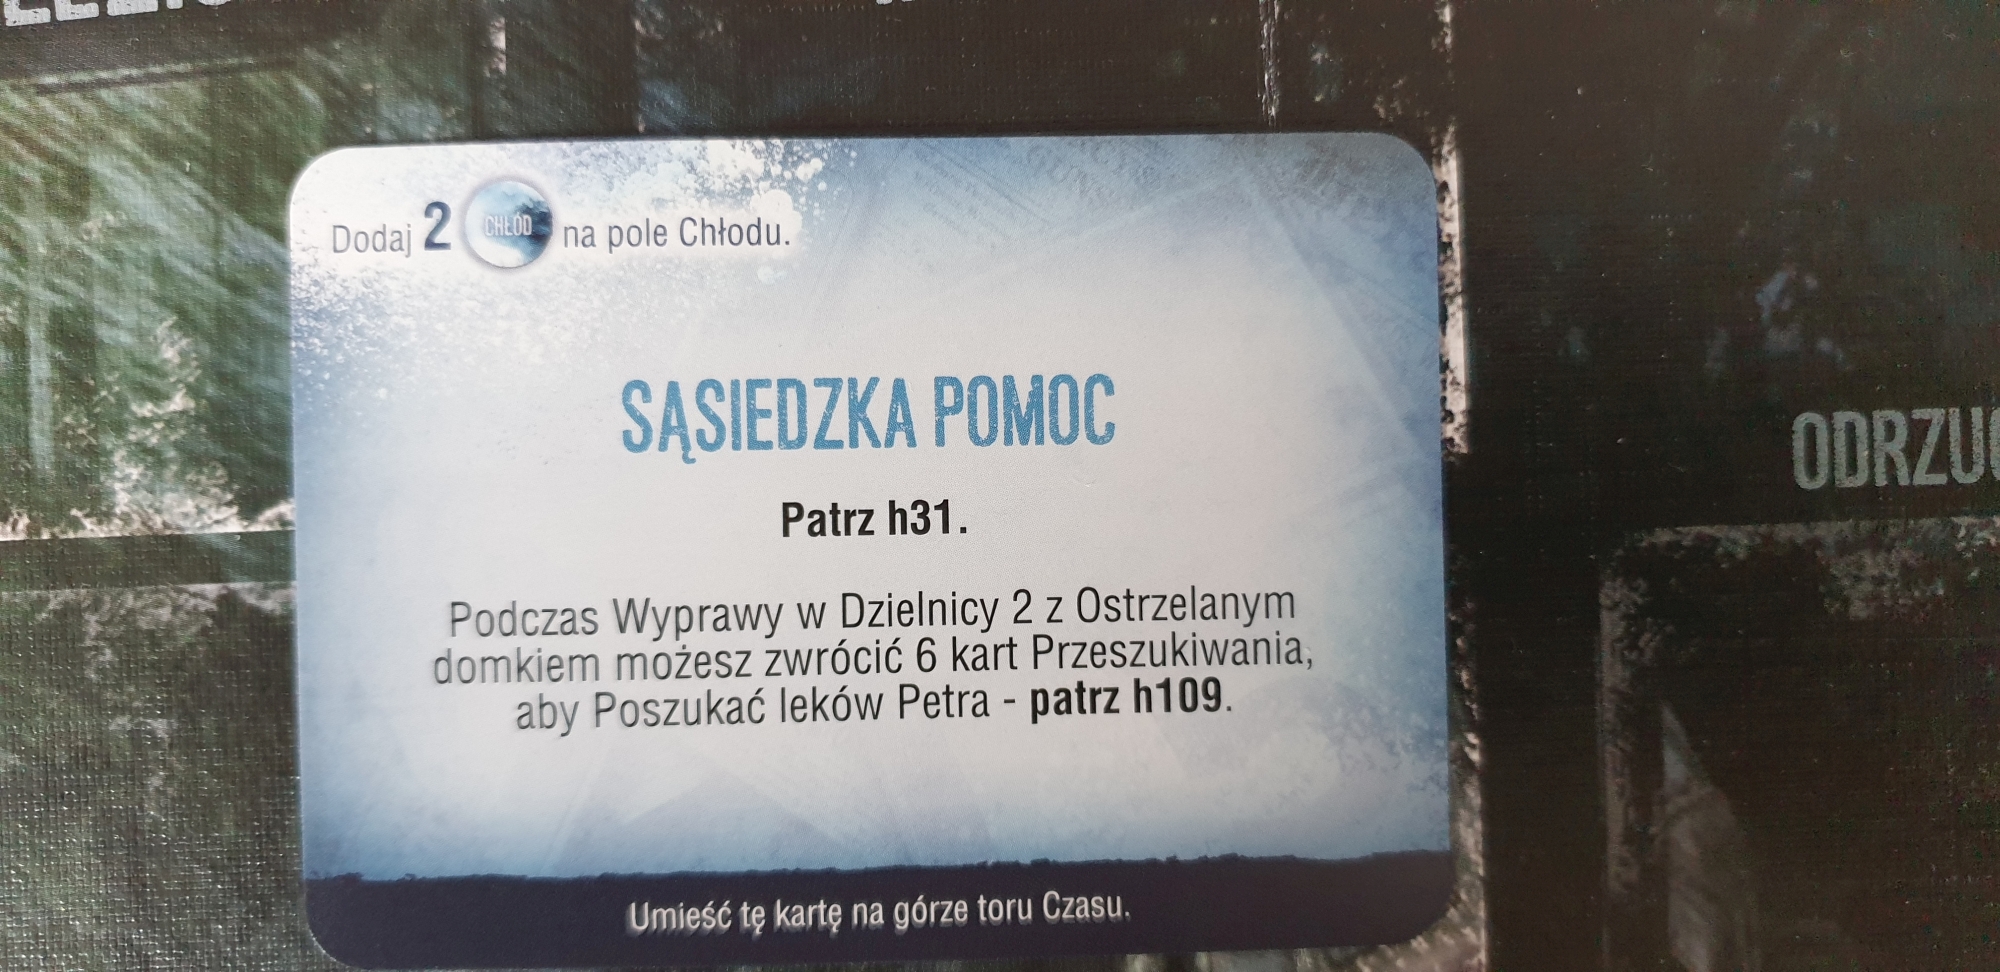 Dodaj 2 CHŁÓD na pole Chłodu.
SĄSIEDZKA POMOC
Patrz h31.
Podczas Wyprawy w Dzielnicy 2 z Ostrzelanym
domkiem możesz zwrócić 6 kart Przeszukiwania,
aby Poszukać leków Petra - patrz h109.
Umieść tę kartę na górze toru Czasu.